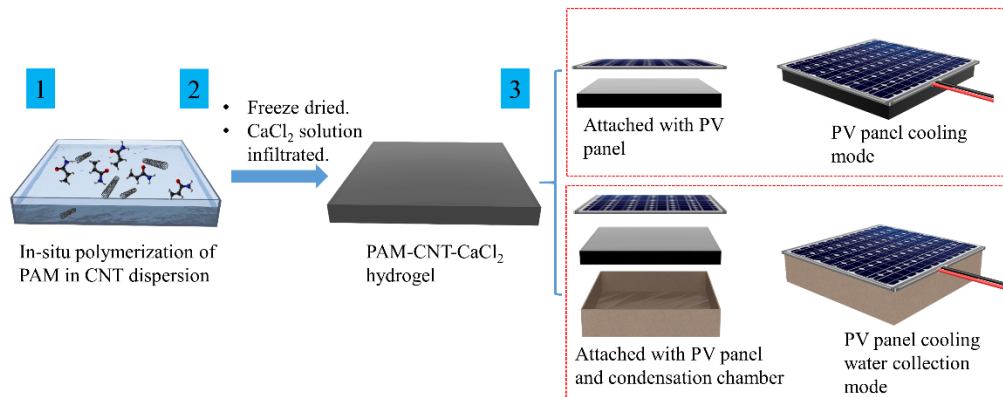 1
2
3
• Freeze dried.
• CaCl₂ solution
infiltrated.
In-situ polymerization of
PAM in CNT dispersion
PAM-CNT-CaCl₂
hydrogel
Attached with PV
panel
PV panel cooling
mode
Attached with PV panel
and condensation chamber
PV panel cooling
water collection
mode